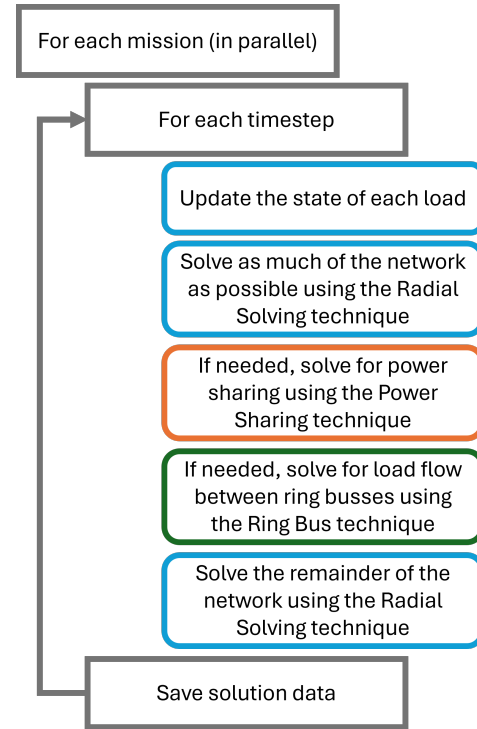 For each mission (in parallel)
For each timestep
Update the state of each load
Solve as much of the network
as possible using the Radial
Solving technique
If needed, solve for power
sharing using the Power
Sharing technique
If needed, solve for load flow
between ring busses using
the Ring Bus technique
Solve the remainder of the
network using the Radial
Solving technique
Save solution data